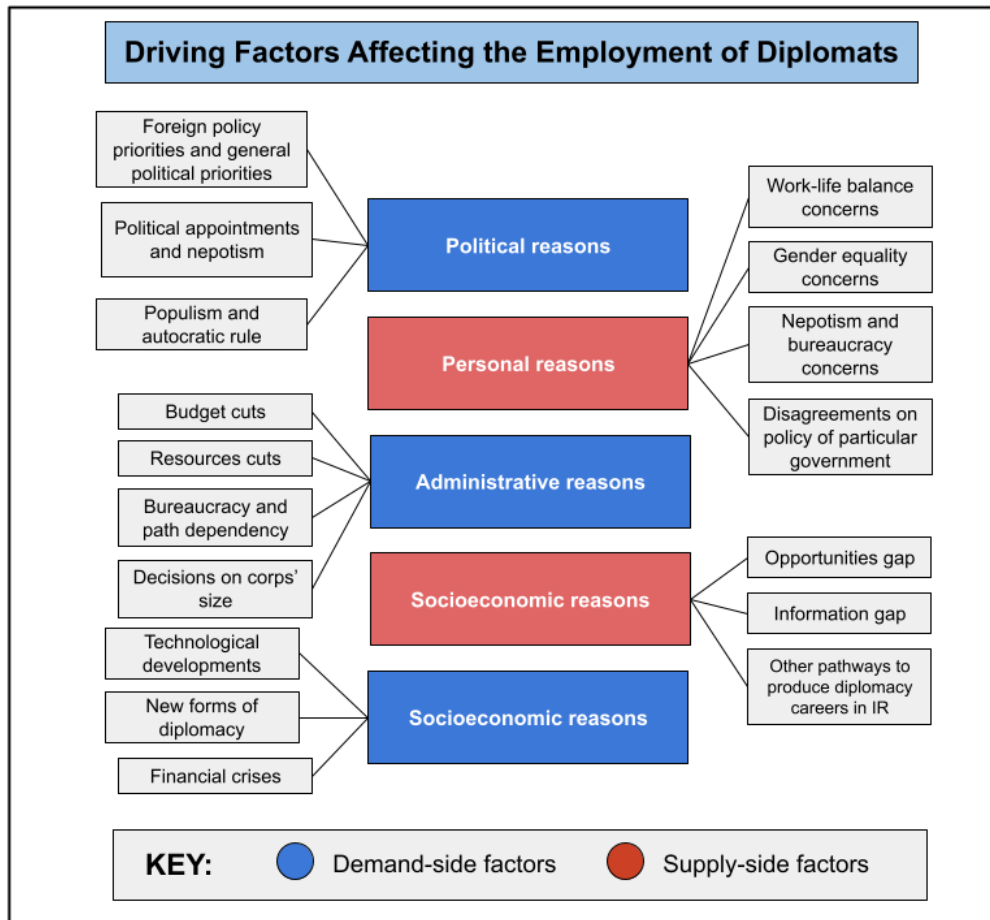 Driving Factors Affecting the Employment of Diplomats
Foreign policy
priorities and general
political priorities
Political appointments
and nepotism
Populism and
autocratic rule
Political reasons
Work-life balance
concerns
Gender equality
concerns
Nepotism and
bureaucracy
concerns
Disagreements on
policy of particular
government
Personal reasons
Budget cuts
Resources cuts
Bureaucracy and
path dependency
Decisions on corps’
size
Administrative reasons
Opportunities gap
Information gap
Other pathways to
produce diplomacy
careers in IR
Socioeconomic reasons
Technological
developments
New forms of
diplomacy
Financial crises
Socioeconomic reasons
KEY:
Demand-side factors
Supply-side factors